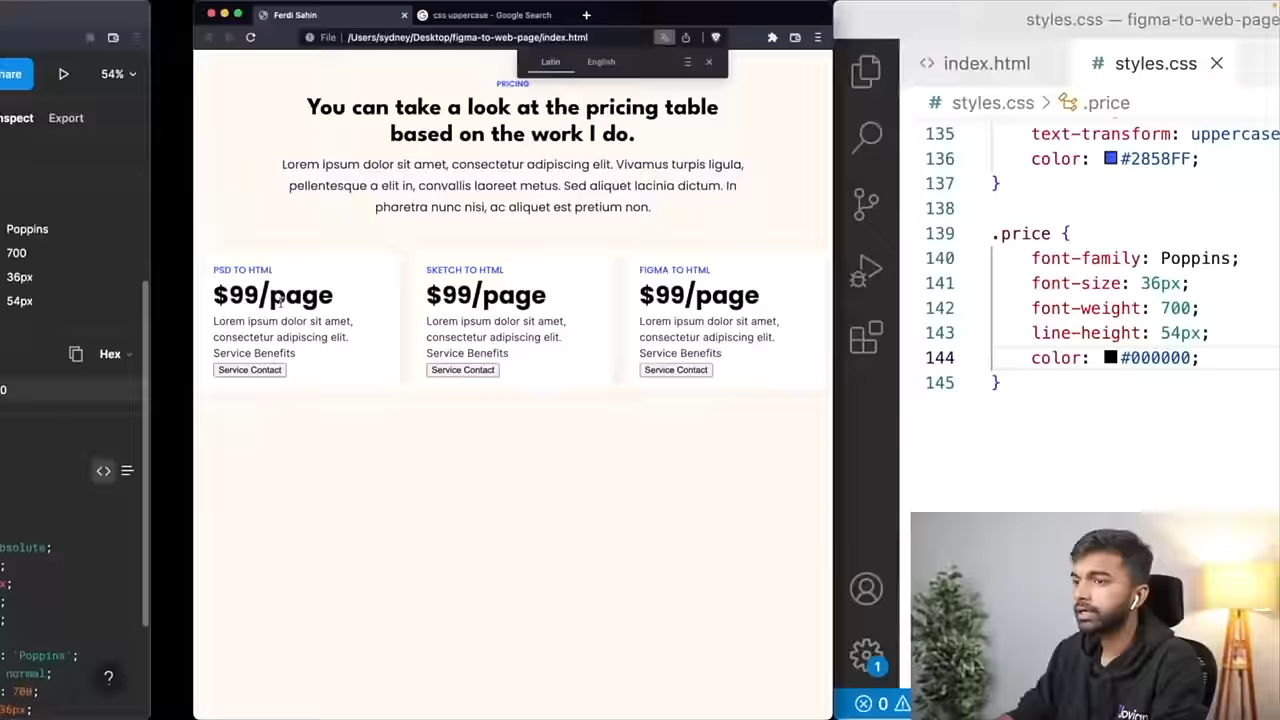 hare
54%
nspect
Export
Poppins
700
36px
54px
Hex
0
bsolute;
x;
;
;
'Poppins';
normal;
700;
36px;
?
Ferdi Sahin
css uppercase - Google Search
File
/Users/sydney/Desktop/figma-to-web-page/index.html
Latin
English
PRICING
You can take a look at the pricing table
based on the work I do.
Lorem ipsum dolor sit amet, consectetur adipiscing elit. Vivamus turpis ligula,
pellentesque a elit in, convallis laoreet metus. Sed aliquet lacinia dictum. In
pharetra nunc nisi, ac aliquet est pretium non.
PSD TO HTML
$99/page
Lorem ipsum dolor sit amet,
consectetur adipiscing elit.
Service Benefits
Service Contact
SKETCH TO HTML
$99/page
Lorem ipsum dolor sit amet,
consectetur adipiscing elit.
Service Benefits
Service Contact
FIGMA TO HTML
$99/page
Lorem ipsum dolor sit amet,
consectetur adipiscing elit.
Service Benefits
Service Contact
styles.css — figma-to-web-page
index.html
# styles.css
# styles.css > .price
135 text-transform: uppercase
136 color: #2858FF;
137 }
138
139 .price {
140 font-family: Poppins;
141 font-size: 36px;
142 font-weight: 700;
143 line-height: 54px;
144 color: #000000;
145 }
1
0
Jovian